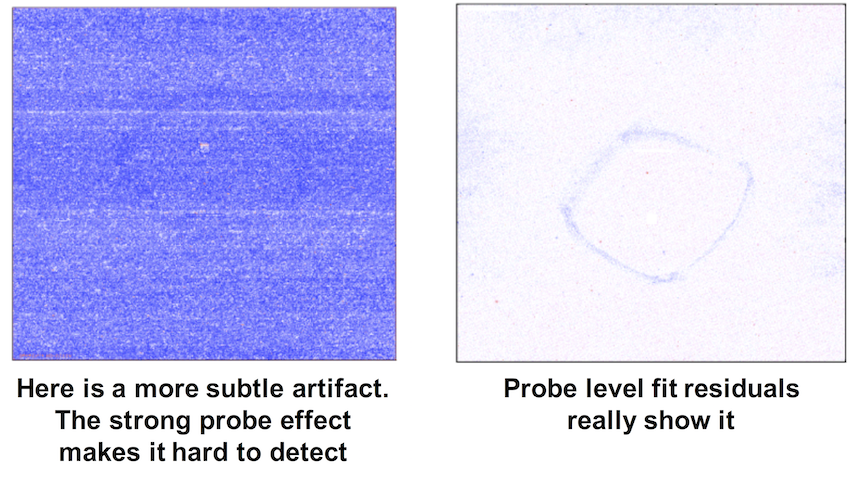 Here is a more subtle artifact.
The strong probe effect
makes it hard to detect
Probe level fit residuals
really show it